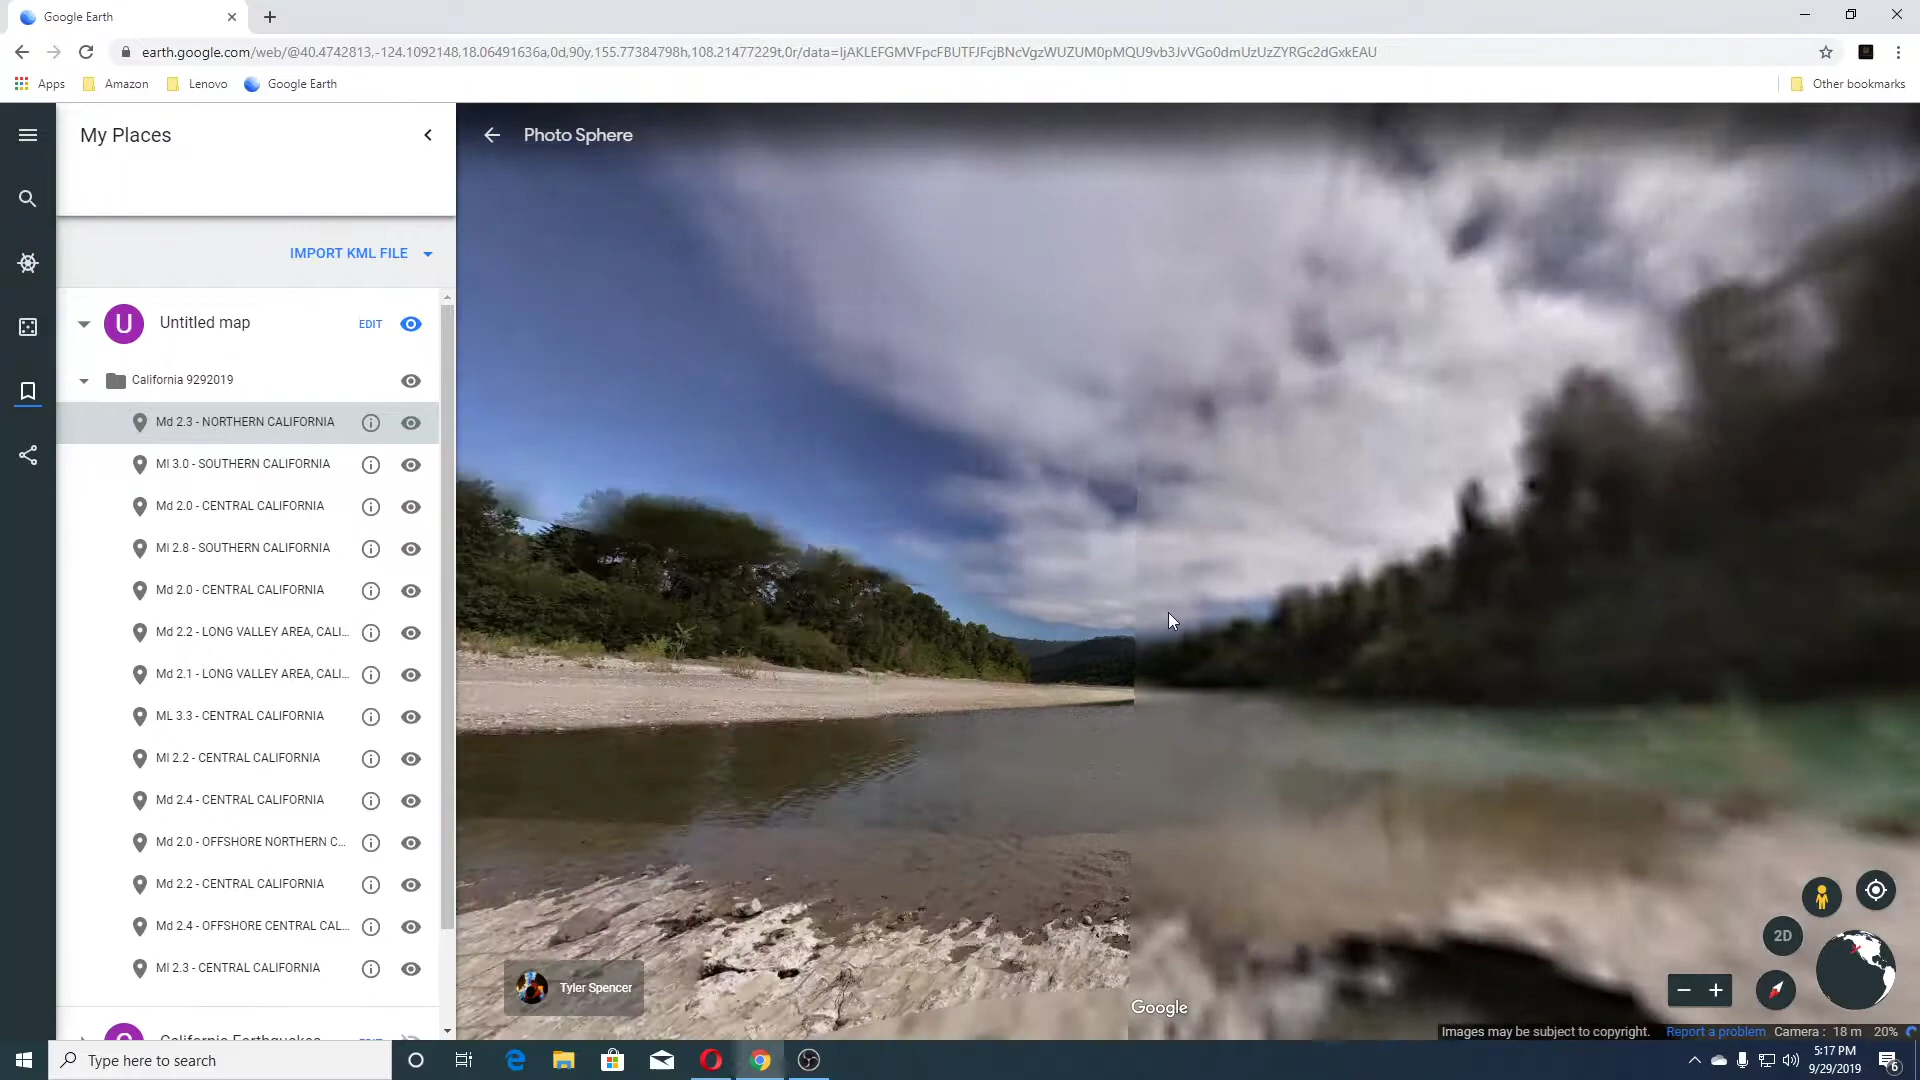 Google Earth
earth.google.com/web/@40.4742813,-124.1092148,18.06491636a,0d,90y,155.77384798h,108.21477229t,0r/data=IjAKLEFGMVFpcFBUTFJFcjBNcVgzWUZUM0pMQU9vb3JvVGo0dmUzUzZYRGc2dGxkEAU
Apps
Amazon
Lenovo
Google Earth
Other bookmarks
My Places
Photo Sphere
IMPORT KML FILE
U
Untitled map
EDIT
California 9292019
Md 2.3 - NORTHERN CALIFORNIA
Ml 3.0 - SOUTHERN CALIFORNIA
Md 2.0 - CENTRAL CALIFORNIA
Ml 2.8 - SOUTHERN CALIFORNIA
Md 2.0 - CENTRAL CALIFORNIA
Md 2.2 - LONG VALLEY AREA, CALI...
Md 2.1 - LONG VALLEY AREA, CALI...
ML 3.3 - CENTRAL CALIFORNIA
Ml 2.2 - CENTRAL CALIFORNIA
Md 2.4 - CENTRAL CALIFORNIA
Md 2.0 - OFFSHORE NORTHERN C...
Md 2.2 - CENTRAL CALIFORNIA
Md 2.4 - OFFSHORE CENTRAL CAL...
Ml 2.3 - CENTRAL CALIFORNIA
California Earthquakes
Tyler Spencer
Google
2D
Images may be subject to copyright. Report a problem Camera : 18 m 20%
Type here to search
5:17 PM
9/29/2019
6